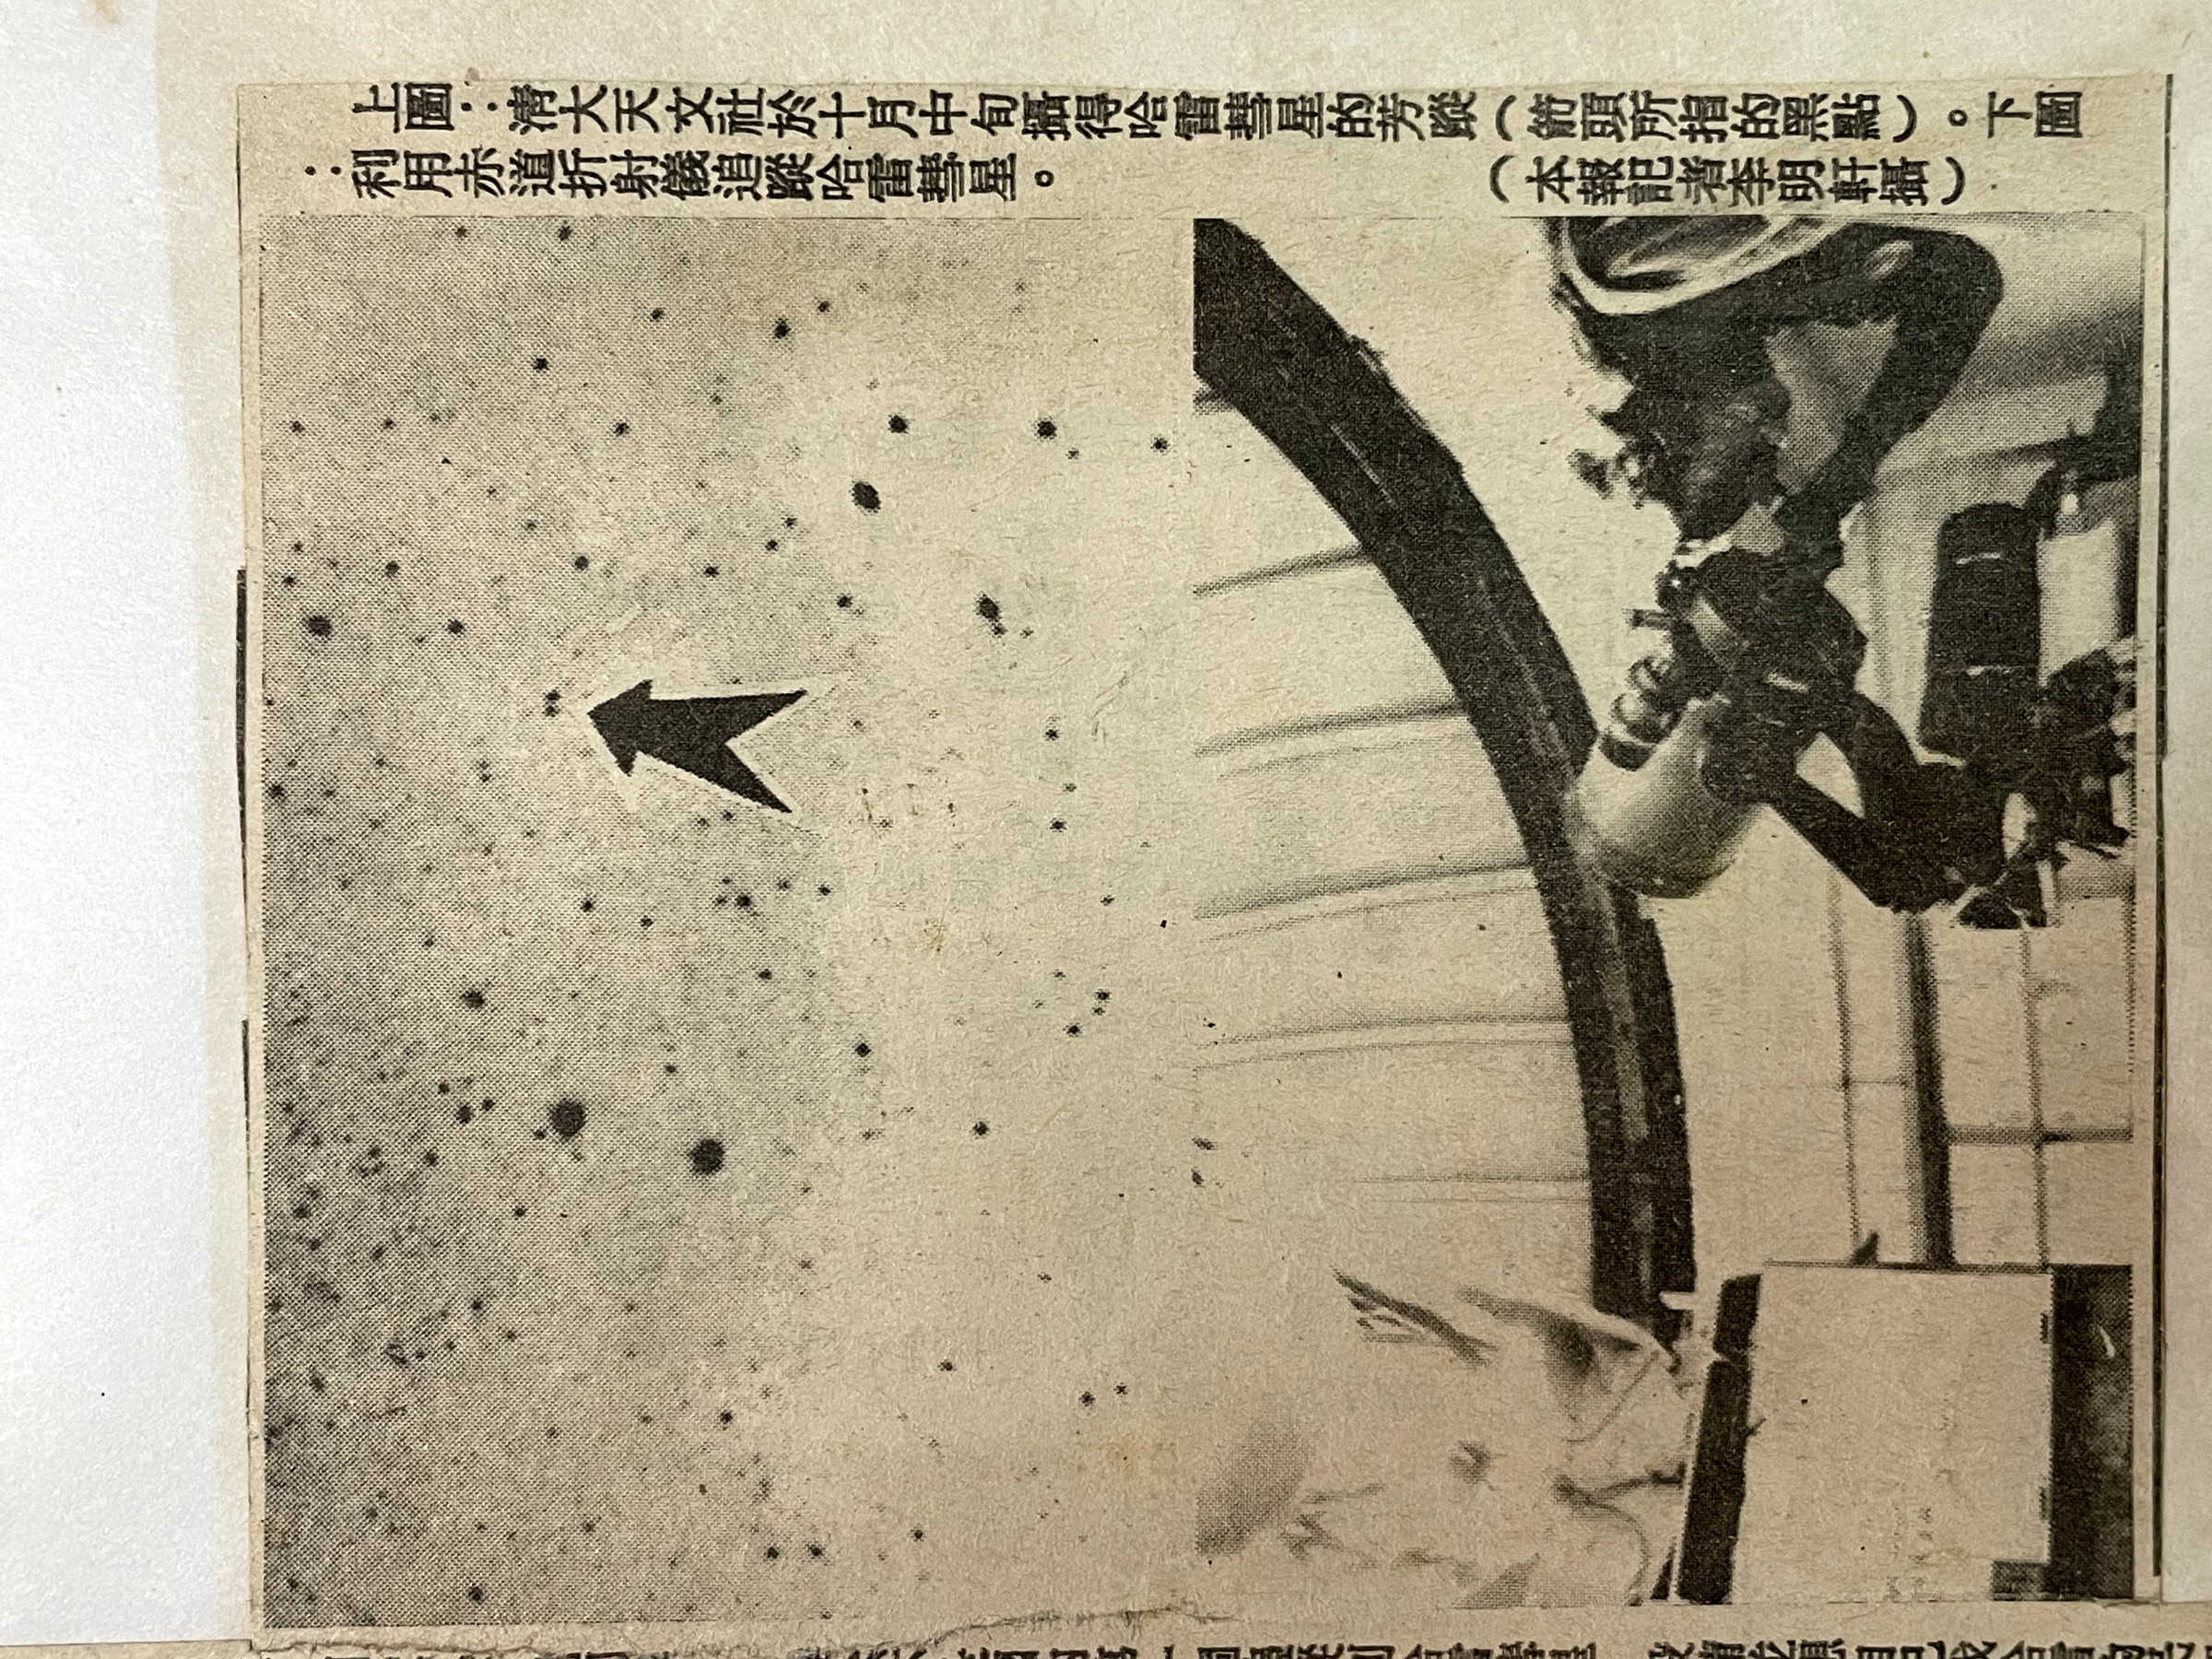 上圖：淸大天文社於十月中旬攝得哈雷彗星的芳蹤（箭頭所指的黑點）。下圖
：利用赤道折射儀追蹤哈雷彗星。
（本報記者李明軒攝）